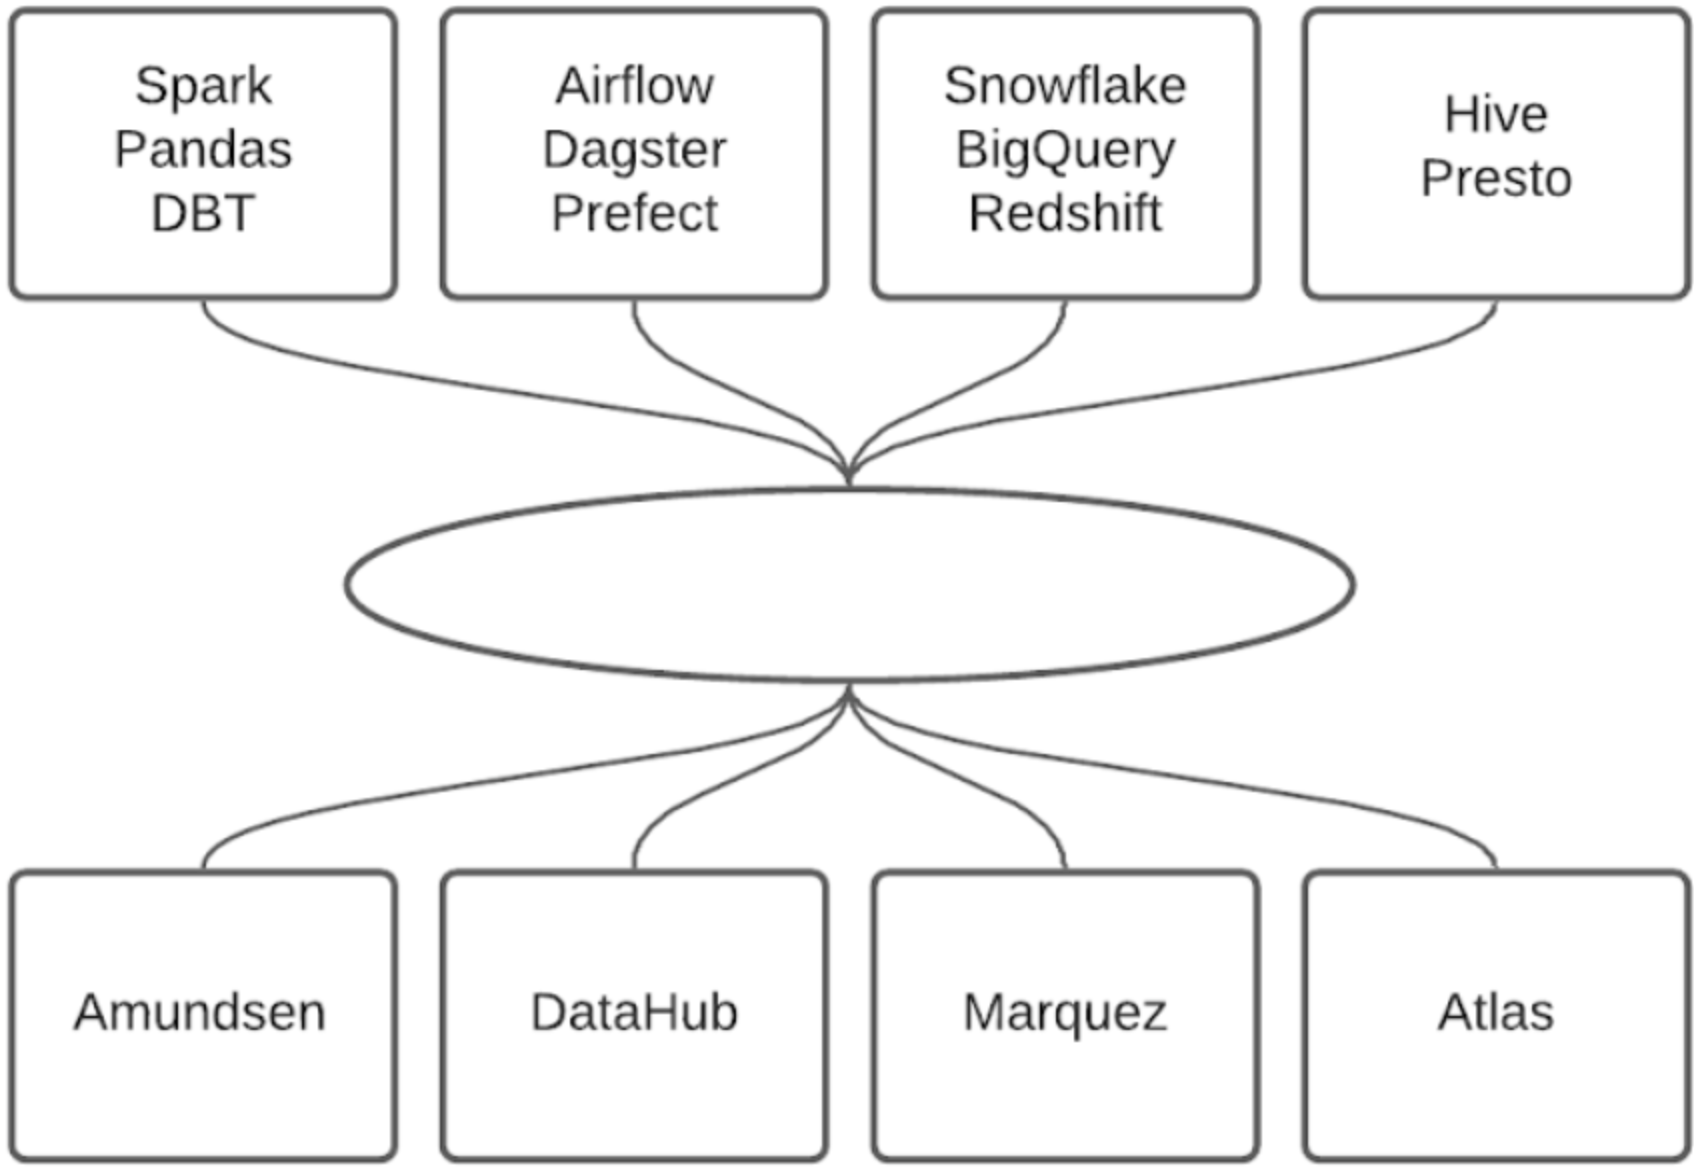 Spark
Pandas
DBT
Airflow
Dagster
Prefect
Snowflake
BigQuery
Redshift
Hive
Presto
Amundsen
DataHub
Marquez
Atlas